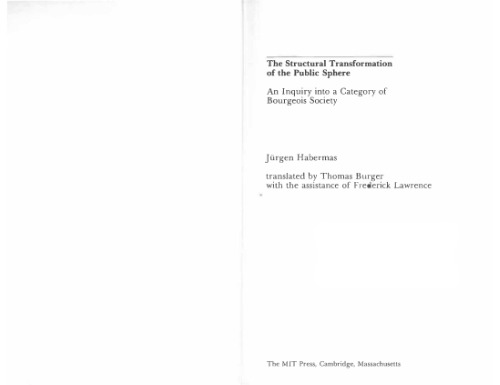 The Structural Transformation
of the Public Sphere
An Inquiry into a Category of
Bourgeois Society
Jürgen Habermas
translated by Thomas Burger
with the assistance of Frederick Lawrence
The MIT Press, Cambridge, Massachusetts